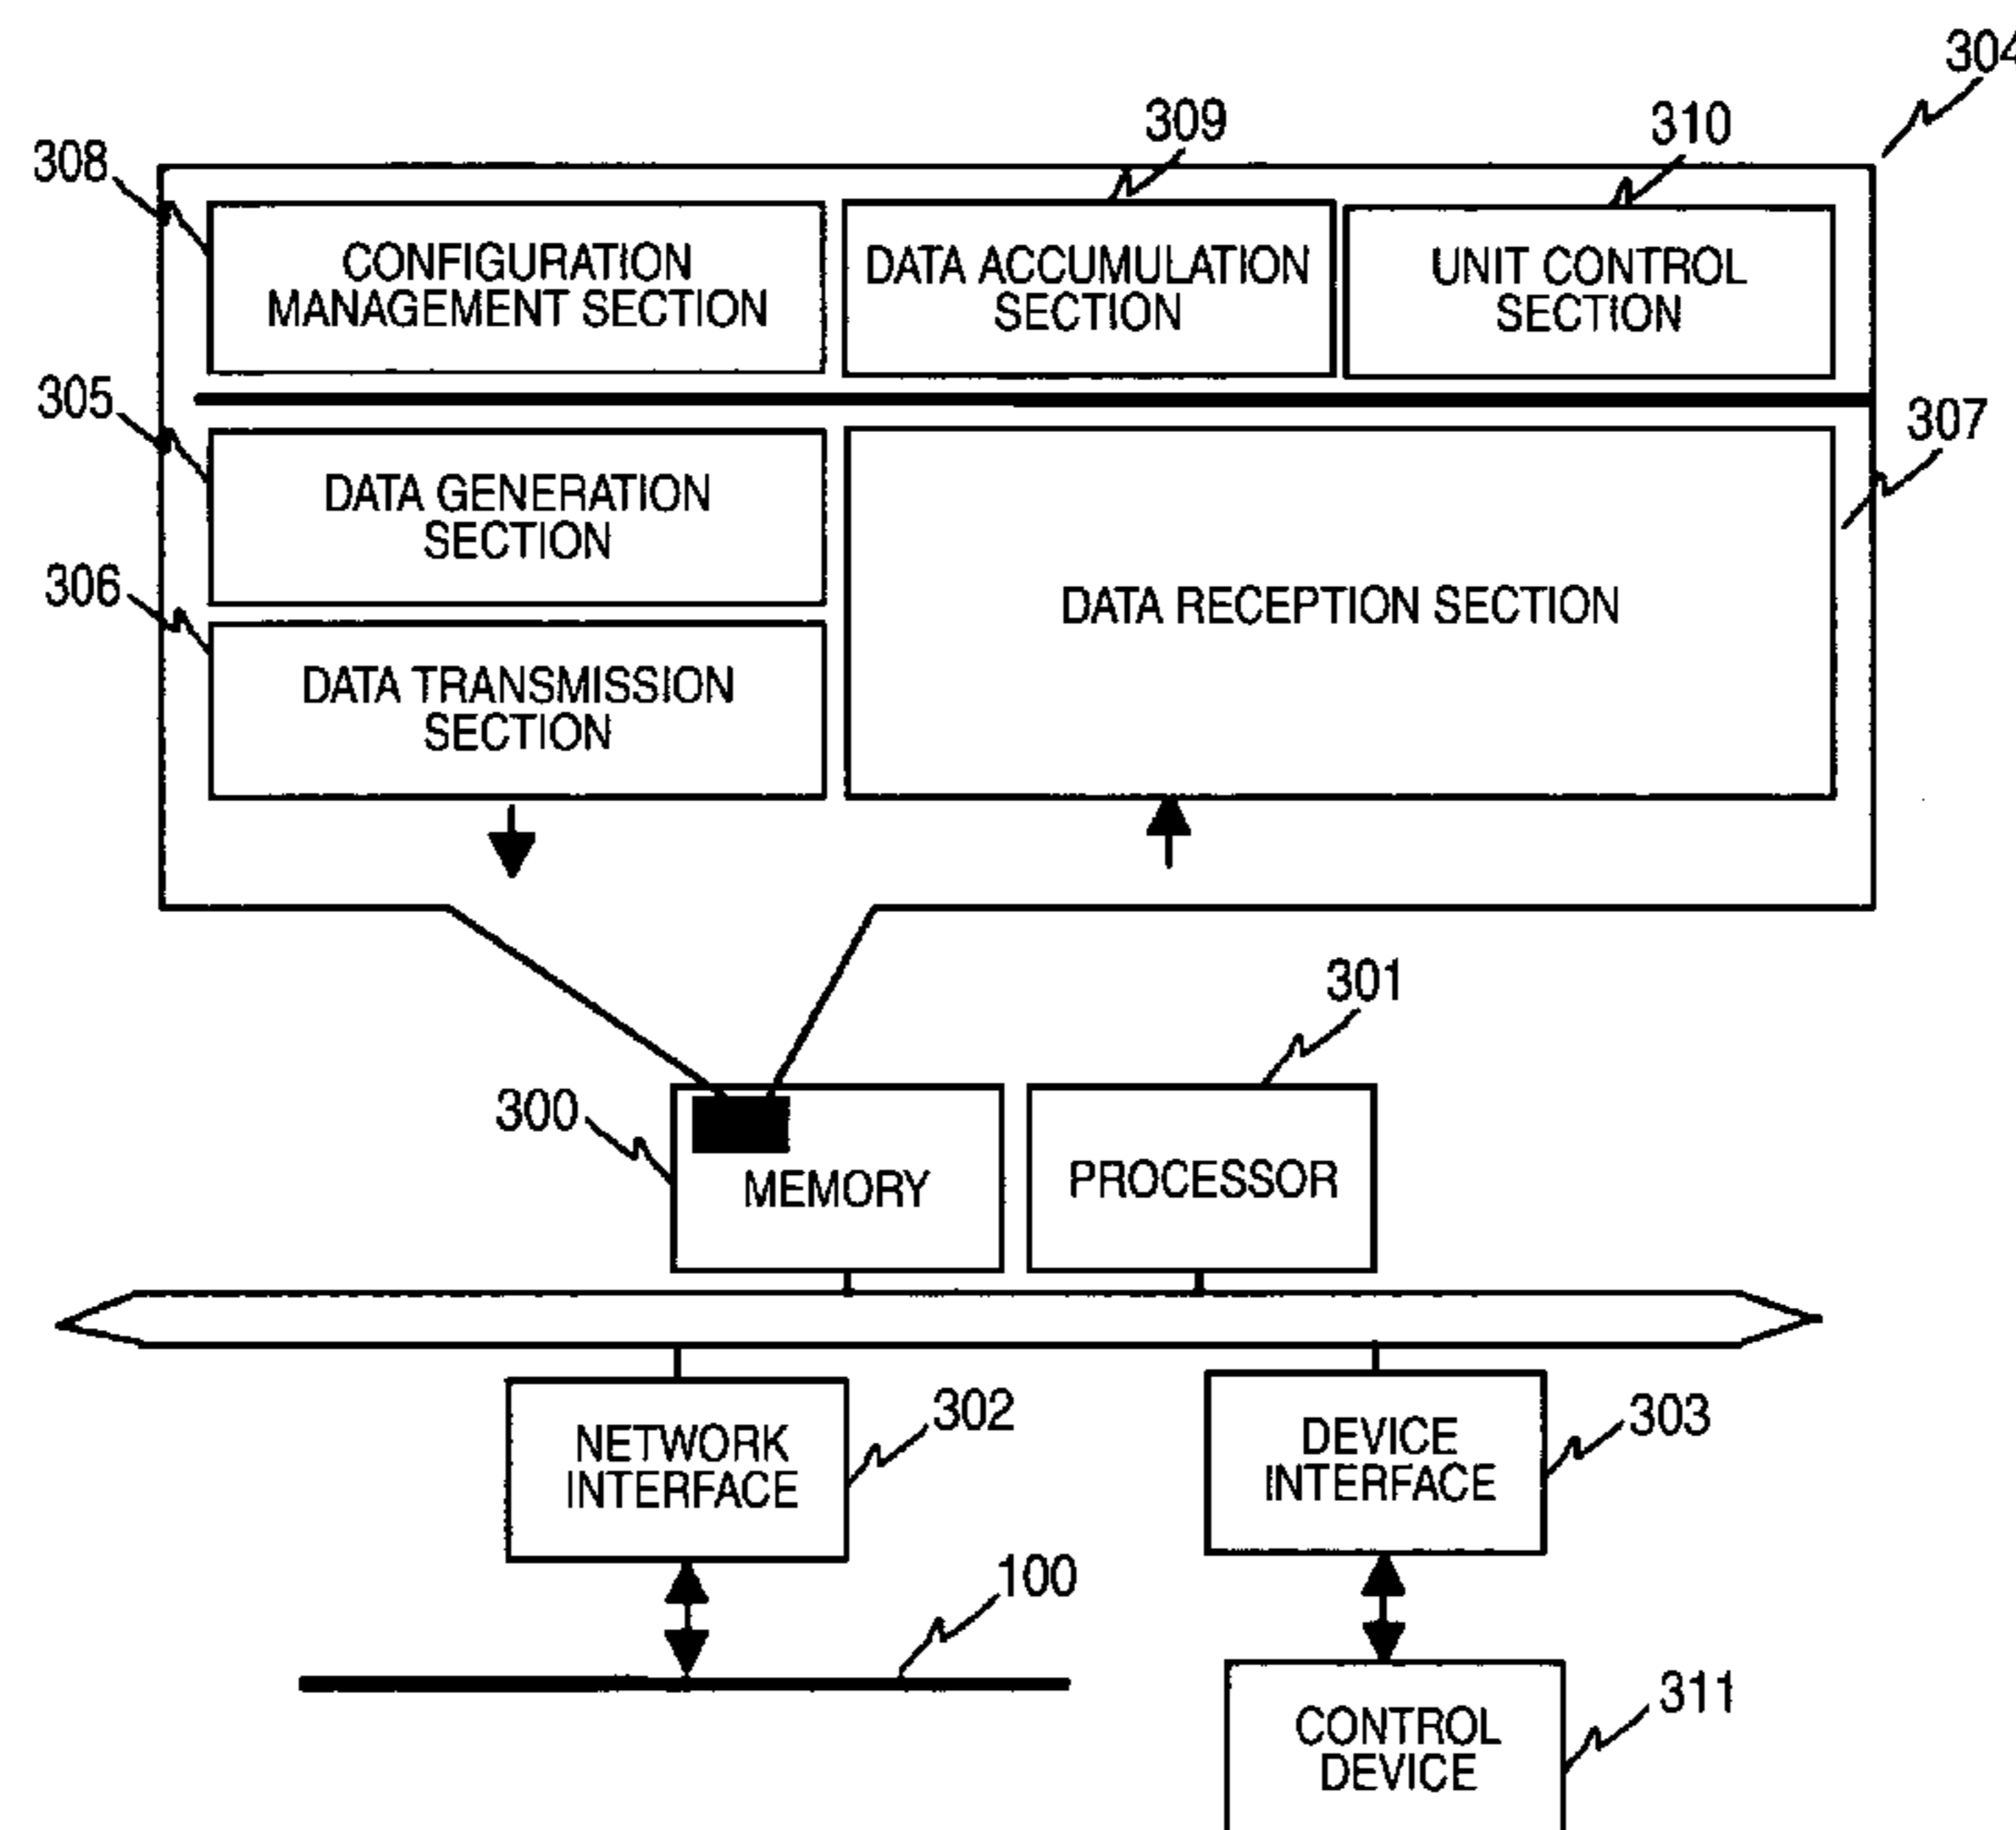 304
309
310
308
CONFIGURATION
MANAGEMENT SECTION
DATA ACCUMULATION
SECTION
UNIT CONTROL
SECTION
305
307
DATA GENERATION
SECTION
306
DATA RECEPTION SECTION
DATA TRANSMISSION
SECTION
301
300
MEMORY
PROCESSOR
302
303
NETWORK
INTERFACE
DEVICE
INTERFACE
100
311
CONTROL
DEVICE